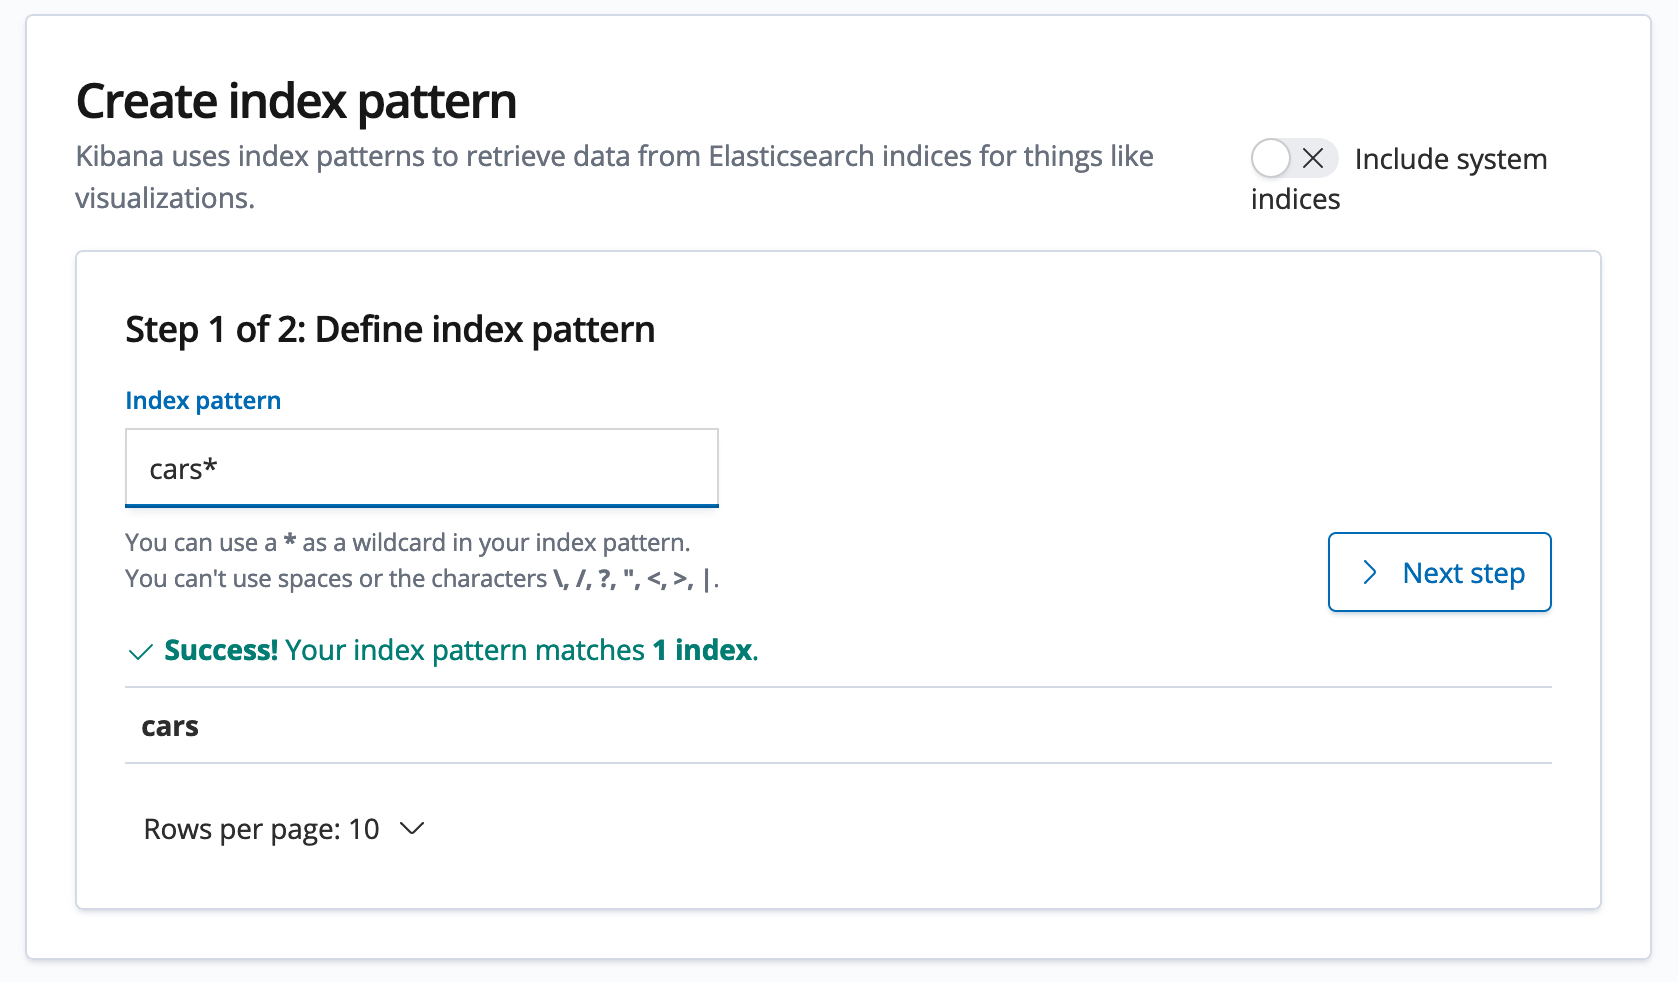 Create index pattern
Kibana uses index patterns to retrieve data from Elasticsearch indices for things like
visualizations.
Include system
indices
Step 1 of 2: Define index pattern
Index pattern
cars*
You can use a * as a wildcard in your index pattern.
You can't use spaces or the characters \, /, ?, ", <, >, |.
Next step
Success! Your index pattern matches 1 index.
cars
Rows per page: 10